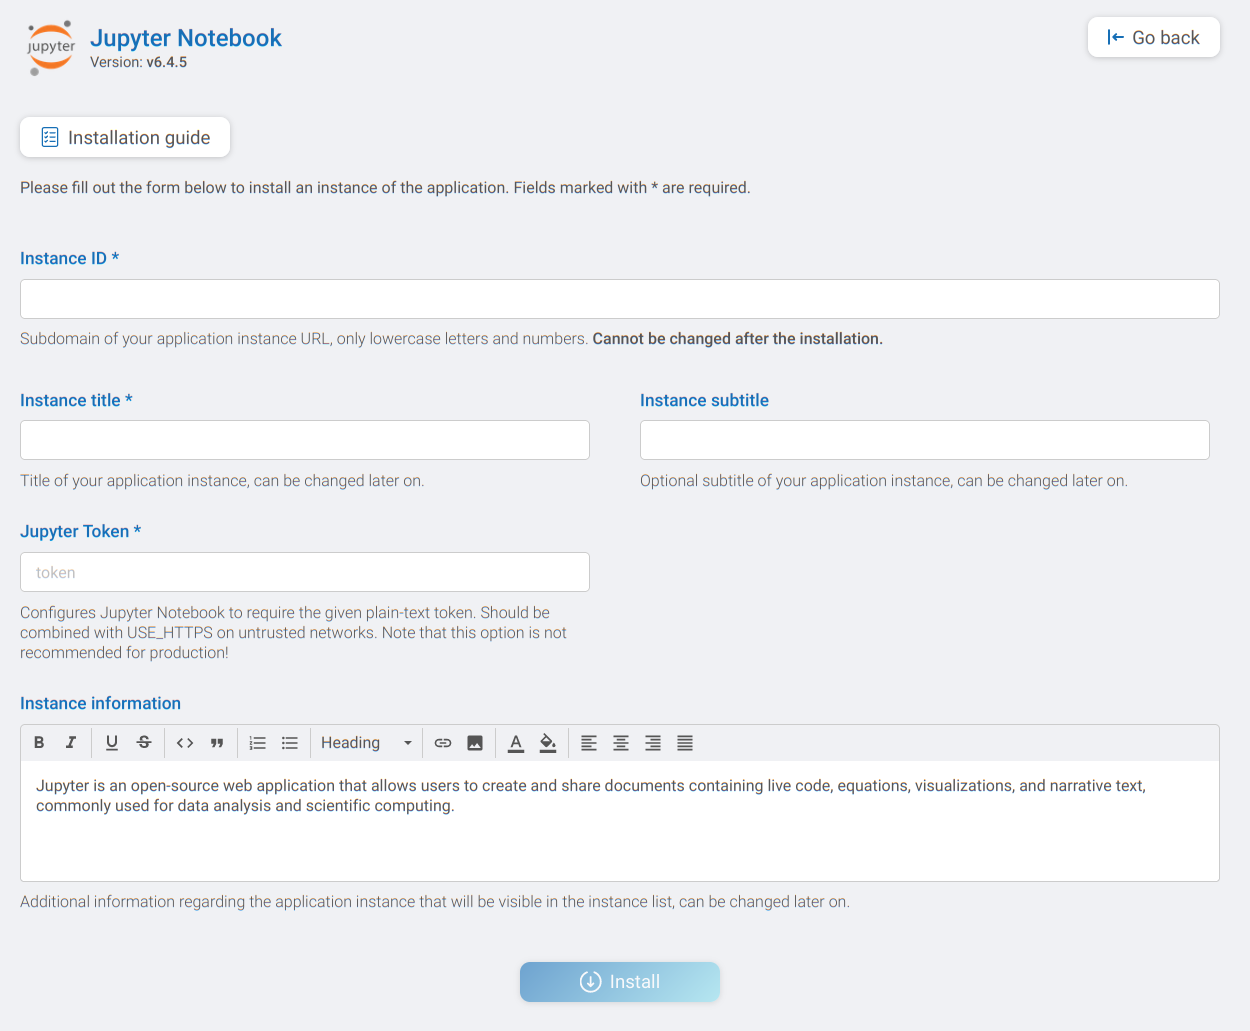 jupyter
Jupyter Notebook
Version: v6.4.5
Go back
Installation guide
Please fill out the form below to install an instance of the application. Fields marked with * are required.
Instance ID *
Subdomain of your application instance URL, only lowercase letters and numbers. Cannot be changed after the installation.
Instance title *
Title of your application instance, can be changed later on.
Instance subtitle
Optional subtitle of your application instance, can be changed later on.
Jupyter Token *
token
Configures Jupyter Notebook to require the given plain-text token. Should be
combined with USE_HTTPS on untrusted networks. Note that this option is not
recommended for production!
Instance information
Heading
Jupyter is an open-source web application that allows users to create and share documents containing live code, equations, visualizations, and narrative text,
commonly used for data analysis and scientific computing.
Additional information regarding the application instance that will be visible in the instance list, can be changed later on.
Install